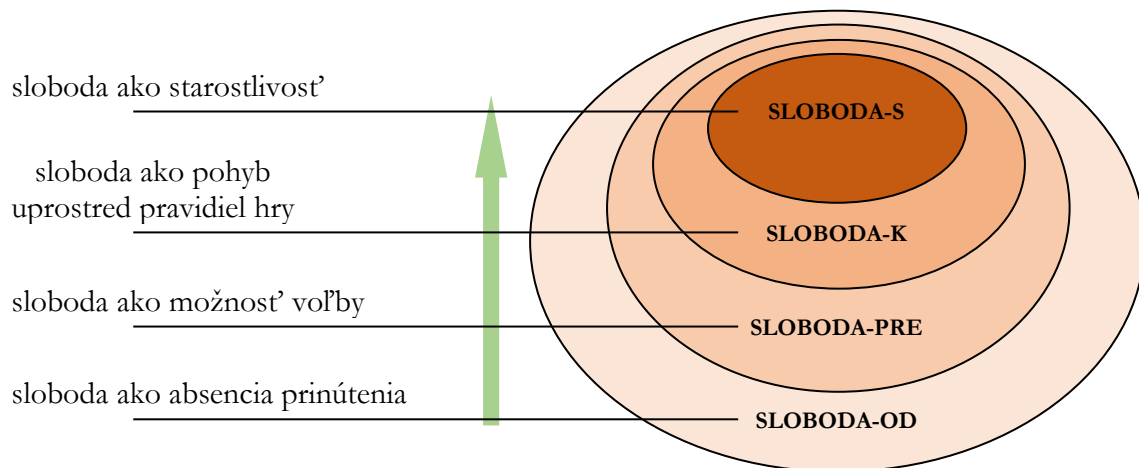 sloboda ako starostlivosť
SLOBODA-S
sloboda ako pohyb
uprostred pravidiel hry
SLOBODA-K
sloboda ako možnosť voľby
SLOBODA-PRE
sloboda ako absencia prinútenia
SLOBODA-OD